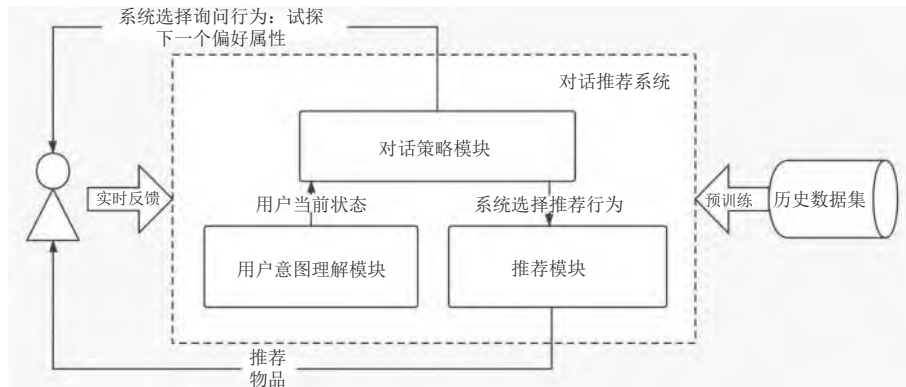 系统选择询问行为：试探
下一个偏好属性
对话推荐系统
对话策略模块
实时反馈
用户当前状态
系统选择推荐行为
预训练
历史数据集
用户意图理解模块
推荐模块
推荐
物品